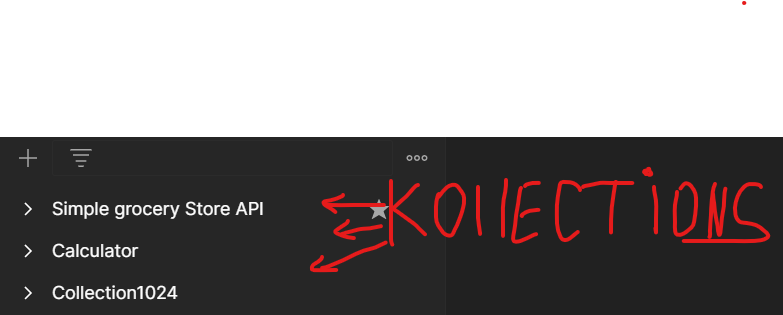 Simple grocery Store API
KOllECTiONS
Calculator
Collection1024